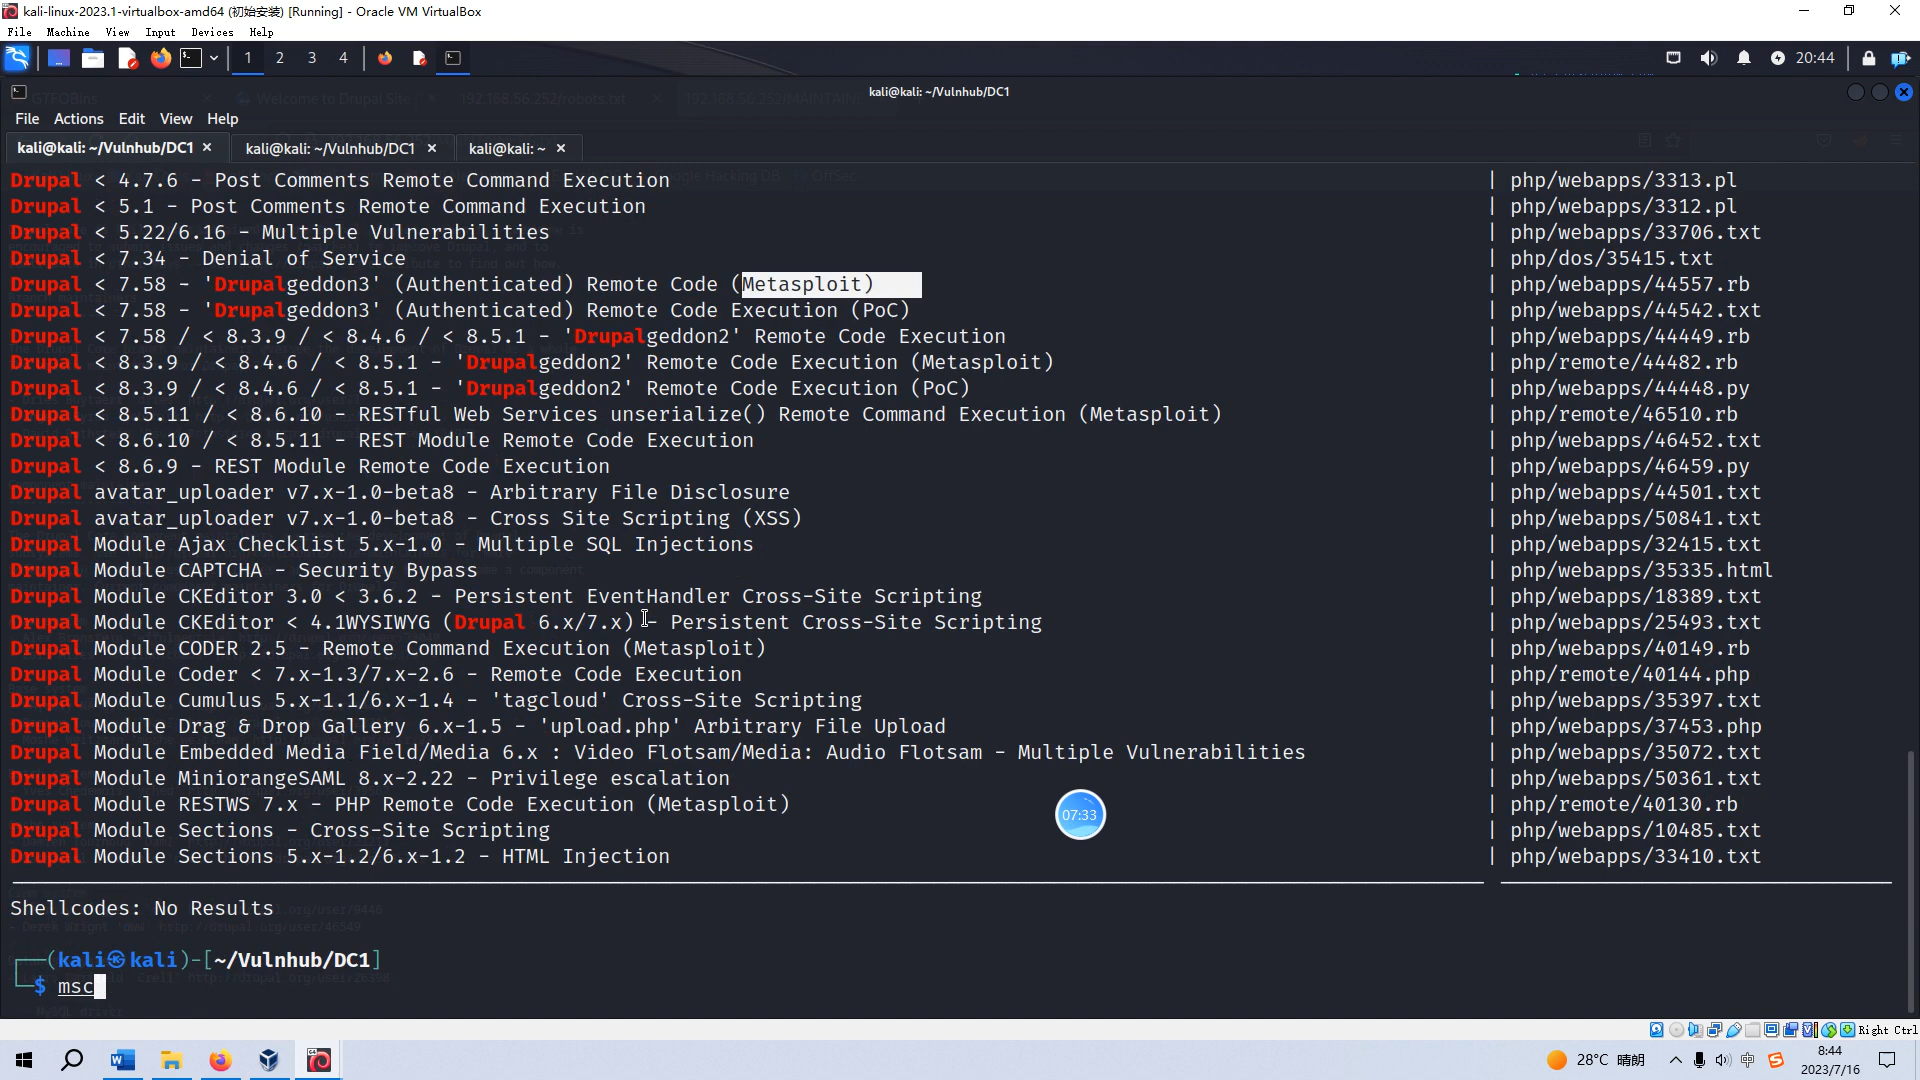 kali-linux-2023.1-virtualbox-amd64 (初始安装) [Running] - Oracle VM VirtualBox
File Machine View Input Devices Help
1 2 3 4 20:44
GTFOBins Welcome to Drupal Site 192.168.56.252/robots.txt
kali@kali: ~/Vulnhub/DC1
File Actions Edit View Help
kali@kali: ~/Vulnhub/DC1 × kali@kali: ~/Vulnhub/DC1 × kali@kali: ~ ×
Drupal < 4.7.6 - Post Comments Remote Command Execution | php/webapps/3313.pl
Drupal < 5.1 - Post Comments Remote Command Execution | php/webapps/3312.pl
Drupal < 5.22/6.16 - Multiple Vulnerabilities | php/webapps/33706.txt
Drupal < 7.34 - Denial of Service | php/dos/35415.txt
Drupal < 7.58 - 'Drupalgeddon3' (Authenticated) Remote Code (Metasploit) | php/webapps/44557.rb
Drupal < 7.58 - 'Drupalgeddon3' (Authenticated) Remote Code Execution (PoC) | php/webapps/44542.txt
Drupal < 7.58 / < 8.3.9 / < 8.4.6 / < 8.5.1 - 'Drupalgeddon2' Remote Code Execution | php/webapps/44449.rb
Drupal < 8.3.9 / < 8.4.6 / < 8.5.1 - 'Drupalgeddon2' Remote Code Execution (Metasploit) | php/remote/44482.rb
Drupal < 8.3.9 / < 8.4.6 / < 8.5.1 - 'Drupalgeddon2' Remote Code Execution (PoC) | php/webapps/44448.py
Drupal < 8.5.11 / < 8.6.10 - RESTful Web Services unserialize() Remote Command Execution (Metasploit) | php/remote/46510.rb
Drupal < 8.6.10 / < 8.5.11 - REST Module Remote Code Execution | php/webapps/46452.txt
Drupal < 8.6.9 - REST Module Remote Code Execution | php/webapps/46459.py
Drupal avatar_uploader v7.x-1.0-beta8 - Arbitrary File Disclosure | php/webapps/44501.txt
Drupal avatar_uploader v7.x-1.0-beta8 - Cross Site Scripting (XSS) | php/webapps/50841.txt
Drupal Module Ajax Checklist 5.x-1.0 - Multiple SQL Injections | php/webapps/32415.txt
Drupal Module CAPTCHA - Security Bypass | php/webapps/35335.html
Drupal Module CKEditor 3.0 < 3.6.2 - Persistent EventHandler Cross-Site Scripting | php/webapps/18389.txt
Drupal Module CKEditor < 4.1WYSIWYG (Drupal 6.x/7.x) - Persistent Cross-Site Scripting | php/webapps/25493.txt
Drupal Module CODER 2.5 - Remote Command Execution (Metasploit) | php/webapps/40149.rb
Drupal Module Coder < 7.x-1.3/7.x-2.6 - Remote Code Execution | php/remote/40144.php
Drupal Module Cumulus 5.x-1.1/6.x-1.4 - 'tagcloud' Cross-Site Scripting | php/webapps/35397.txt
Drupal Module Drag & Drop Gallery 6.x-1.5 - 'upload.php' Arbitrary File Upload | php/webapps/37453.php
Drupal Module Embedded Media Field/Media 6.x : Video Flotsam/Media: Audio Flotsam - Multiple Vulnerabilities | php/webapps/35072.txt
Drupal Module MiniorangeSAML 8.x-2.22 - Privilege escalation | php/webapps/50361.txt
Drupal Module RESTWS 7.x - PHP Remote Code Execution (Metasploit) | php/remote/40130.rb
Drupal Module Sections - Cross-Site Scripting | php/webapps/10485.txt
Drupal Module Sections 5.x-1.2/6.x-1.2 - HTML Injection | php/webapps/33410.txt
07:33
Shellcodes: No Results
(kali㉿kali)-[~/Vulnhub/DC1]
$ msc
Right Ctrl
28°C 晴朗 中 8:44
2023/7/16